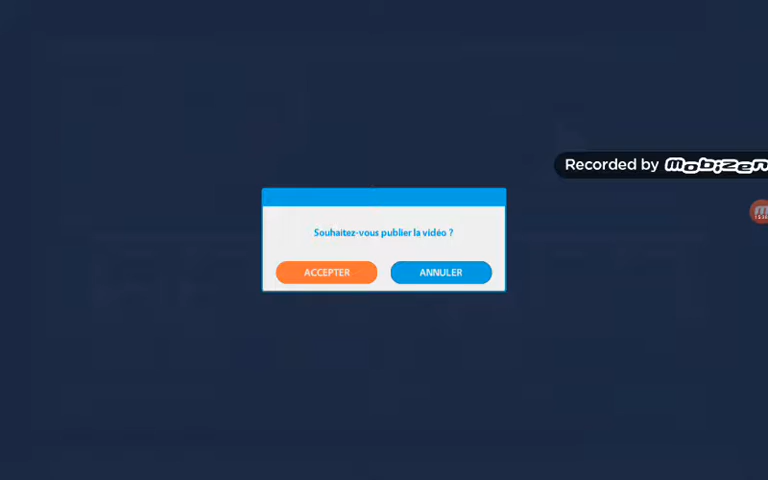 Recorded by Mobizen
Souhaitez-vous publier la vidéo ?
ACCEPTER
ANNULER